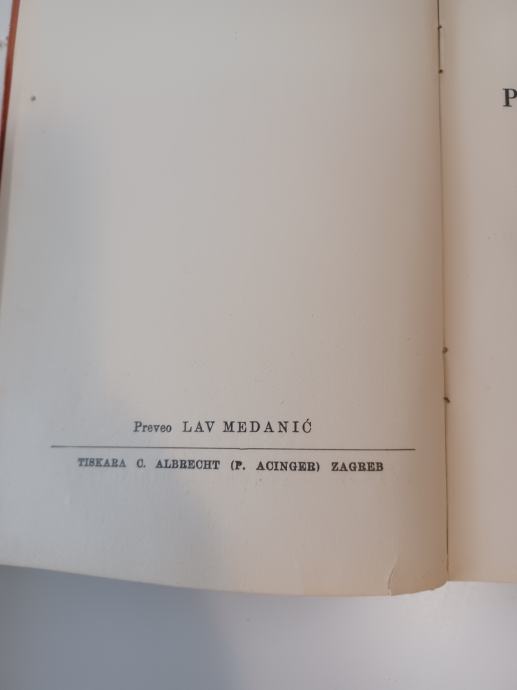 P
Preveo LAV MEDANIĆ
TISKARA C. ALBRECHT (P. ACINGER) ZAGREB